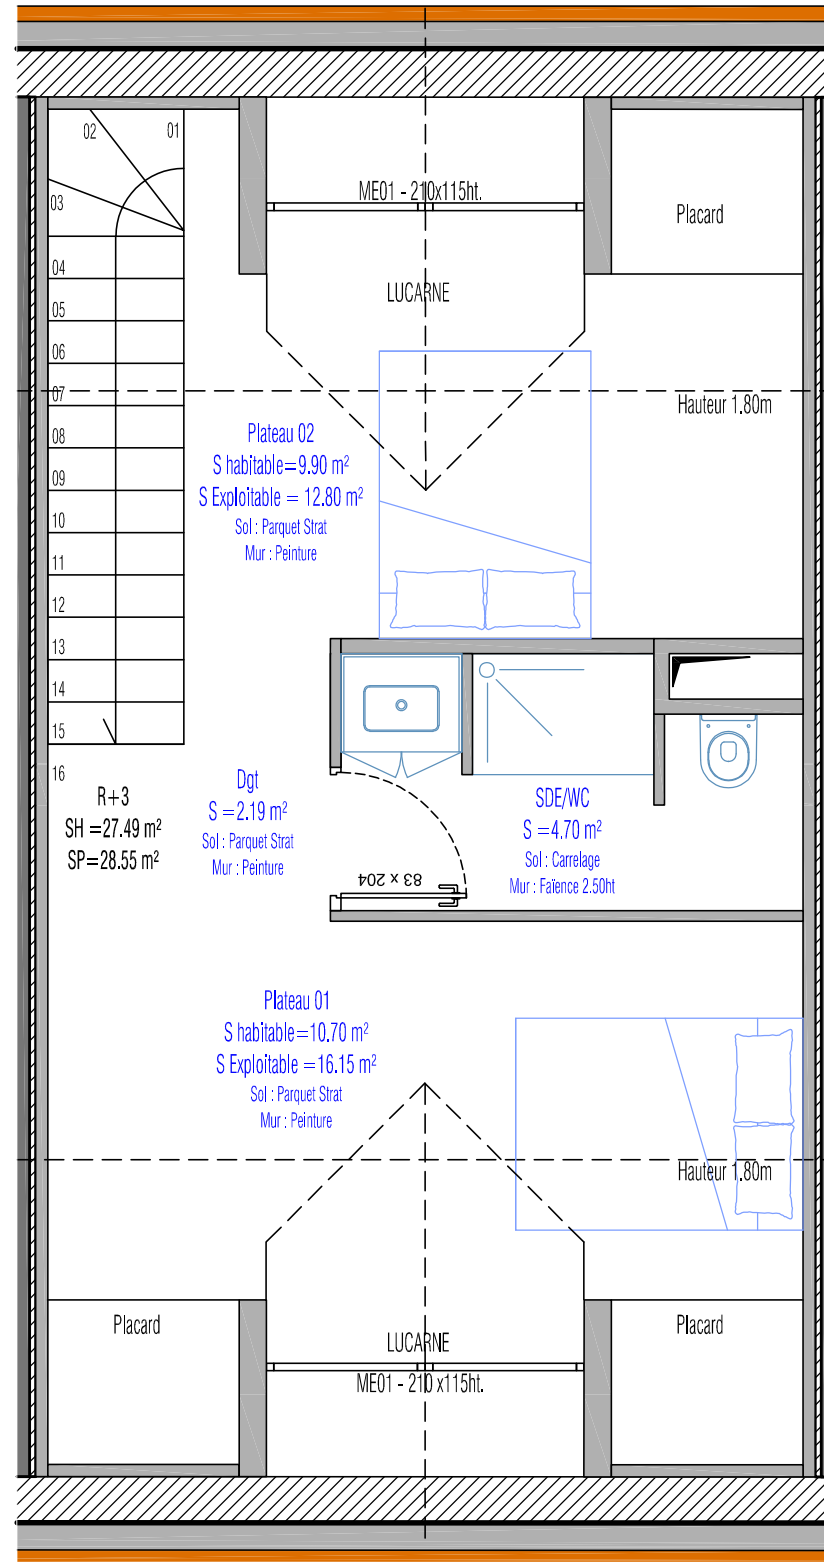 02
01
03
04
05
06
07
08
09
10
11
12
13
14
15
16
ME01 - 210x115ht.
LUCARNE
Placard
Hauteur 1.80m
Plateau 02
S habitable=9.90 m²
S Exploitable = 12.80 m²
Sol : Parquet Strat
Mur : Peinture
R+3
SH =27.49 m²
SP=28.55 m²
Dgt
S =2.19 m²
Sol : Parquet Strat
Mur : Peinture
83 x 204
SDE/WC
S =4.70 m²
Sol : Carrelage
Mur : Faïence 2.50ht
Plateau 01
S habitable=10.70 m²
S Exploitable =16.15 m²
Sol : Parquet Strat
Mur : Peinture
Hauteur 1.80m
Placard
LUCARNE
ME01 - 210 x115ht.
Placard